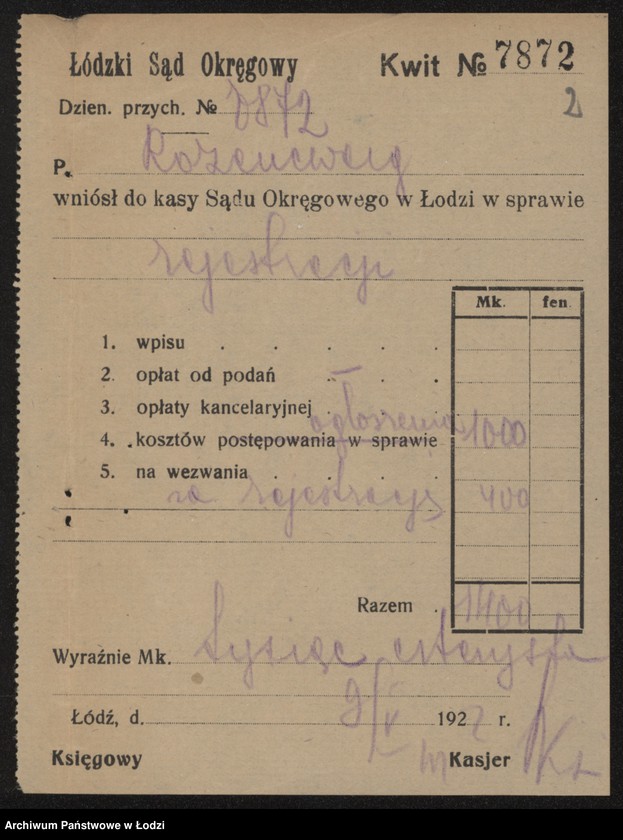 Łódzki Sąd Okręgowy
Kwit № 7872
Dzien. przych. № 7872
2
P. Rozencweig
wniósł do kasy Sądu Okręgowego w Łodzi w sprawie
rejestracji
Mk. fen.
1. wpisu . . . . .
2. opłat od podań . . .
3. opłaty kancelaryjnej . . .
ogłoszenia
4. kosztów postępowania w sprawie 1000
5. na wezwania . . . . .
za rejestrację 400
Razem . 1400
Wyraźnie Mk. tysiąc czterysta
Łódź, d. 9/V 1922 r.
Księgowy Kasjer
Archiwum Państwowe w Łodzi